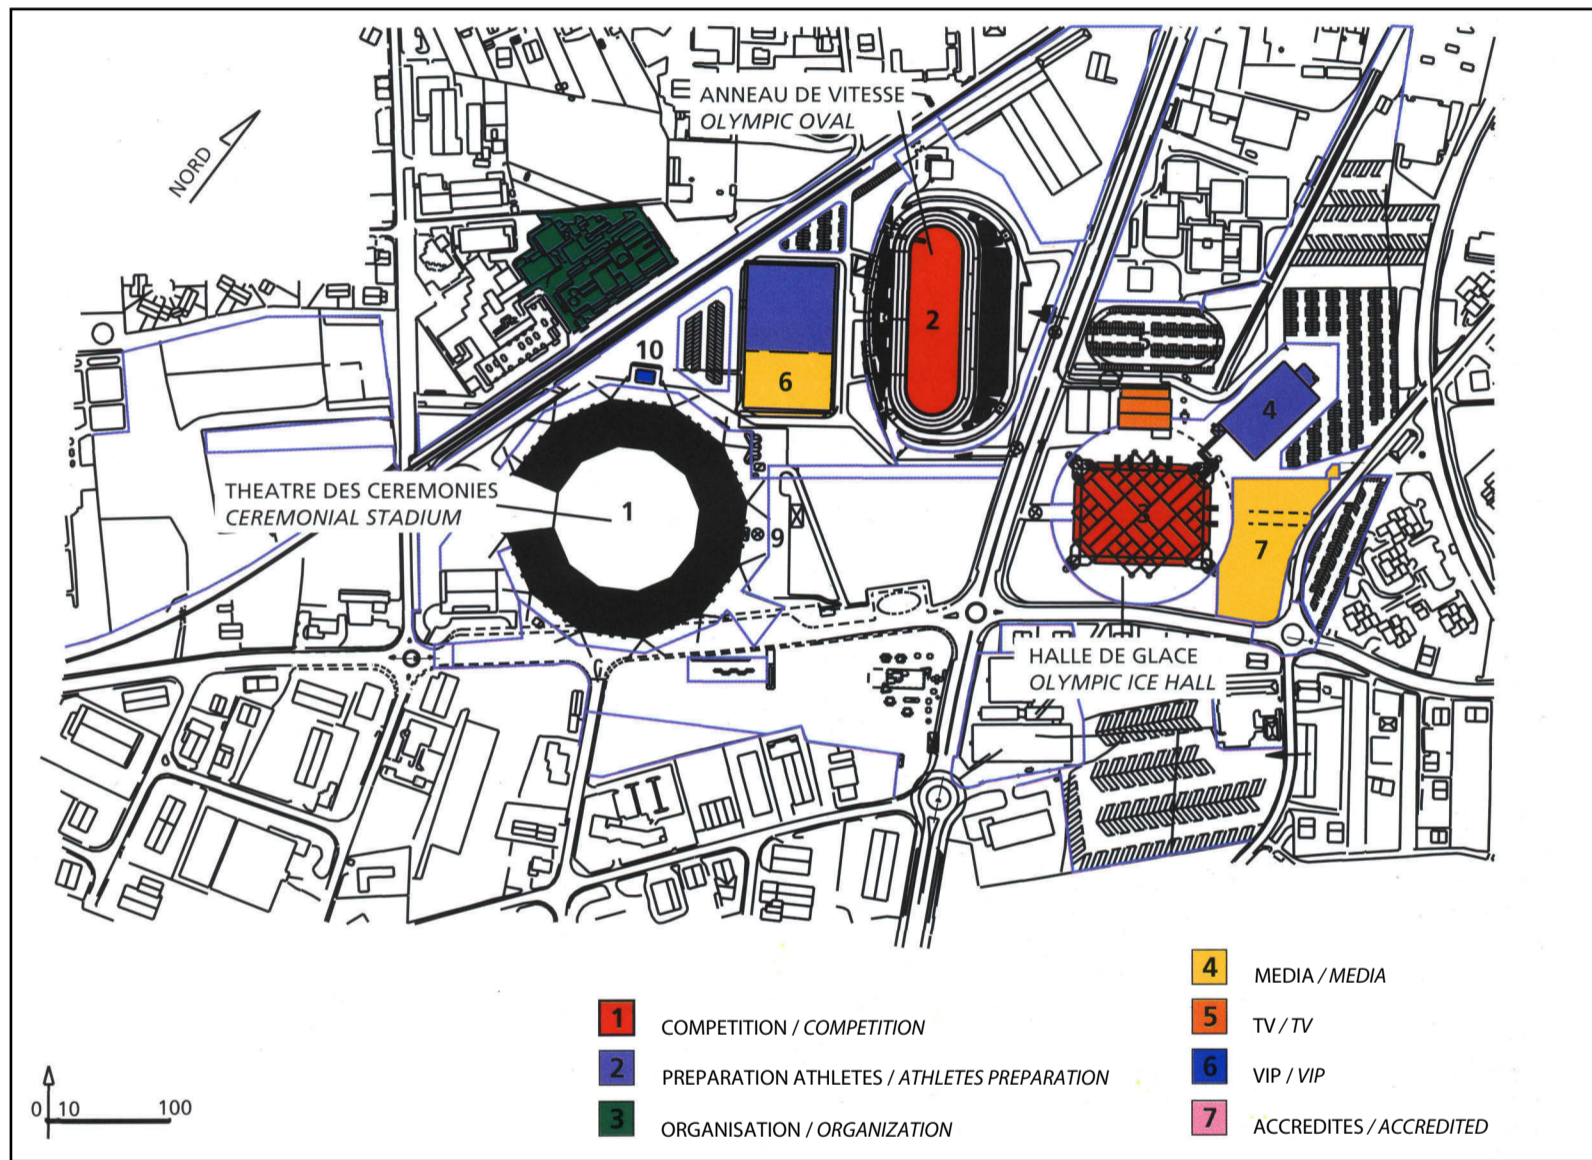 ANNEAU DE VITESSE
OLYMPIC OVAL
NORD
2
10
6
4
5
THEATRE DES CEREMONIES
CEREMONIAL STADIUM
1
9
3
7
HALLE DE GLACE
OLYMPIC ICE HALL
1 COMPETITION / COMPETITION
2 PREPARATION ATHLETES / ATHLETES PREPARATION
3 ORGANISATION / ORGANIZATION
4 MEDIA / MEDIA
5 TV / TV
6 VIP / VIP
7 ACCREDITES / ACCREDITED
0 10 100